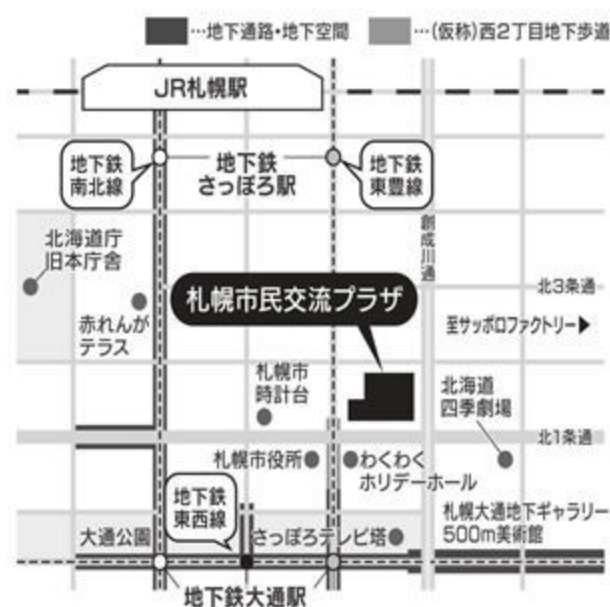 …地下通路・地下空間
…(仮称)西2丁目地下歩道
JR札幌駅
地下鉄
南北線
地下鉄
さっぽろ駅
地下鉄
東豊線
創成川通
北海道庁
旧本庁舎
赤れんが
テラス
札幌市民交流プラザ
北3条通
至サッポロファクトリー▶
札幌市
時計台
北海道
四季劇場
北1条通
札幌市役所
わくわく
ホリデーホール
地下鉄
東西線
大通公園
さっぽろテレビ塔
札幌大通地下ギャラリー
500m美術館
地下鉄大通駅